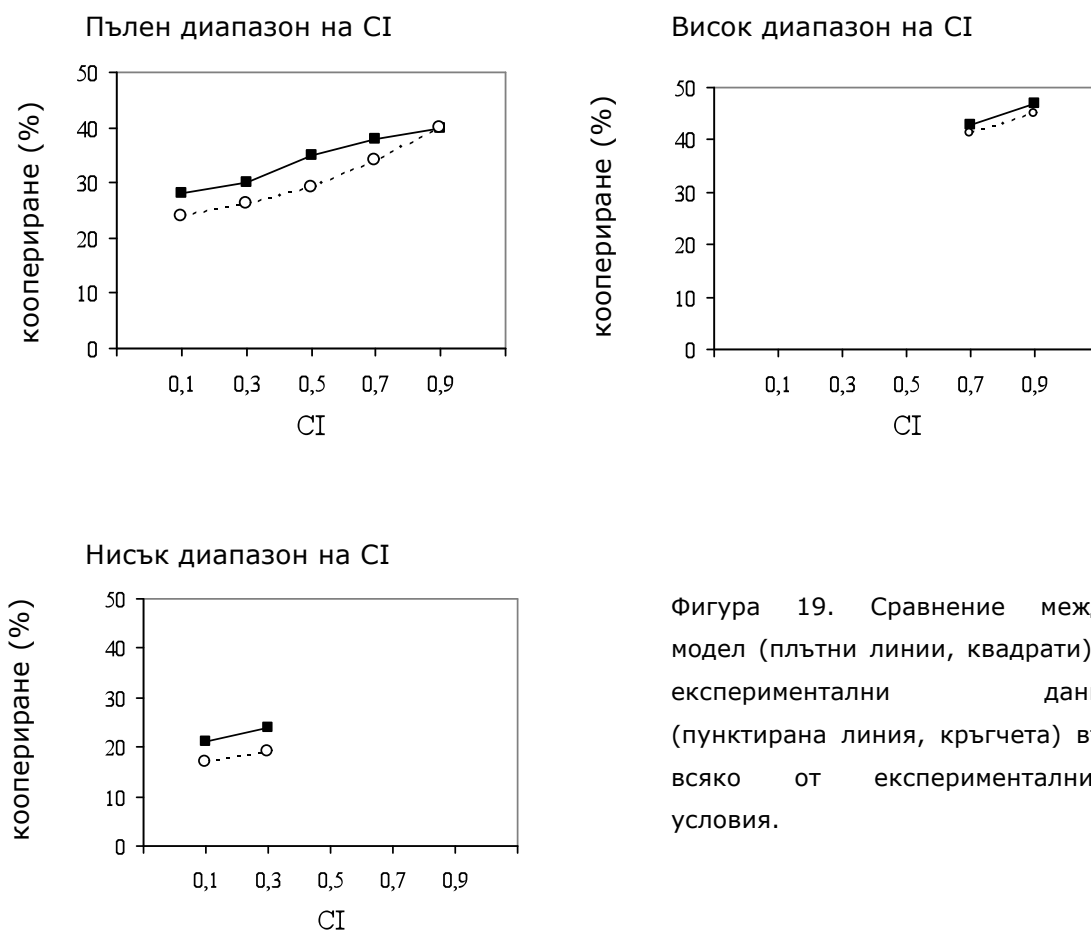 Пълен диапазон на CI
кооперирaне (%)
50
40
30
20
10
0
0,1 0,3 0,5 0,7 0,9
CI
Висок диапазон на CI
коопериране (%)
50
40
30
20
10
0
0,1 0,3 0,5 0,7 0,9
CI
Нисък диапазон на CI
коопериране (%)
50
40
30
20
10
0
0,1 0,3 0,5 0,7 0,9
CI
Фигура 19. Сравнение меж
модел (плътни линии, квадрати)
експериментални дан
(пунктирана линия, кръгчета) в
всяко от експериментални
условия.